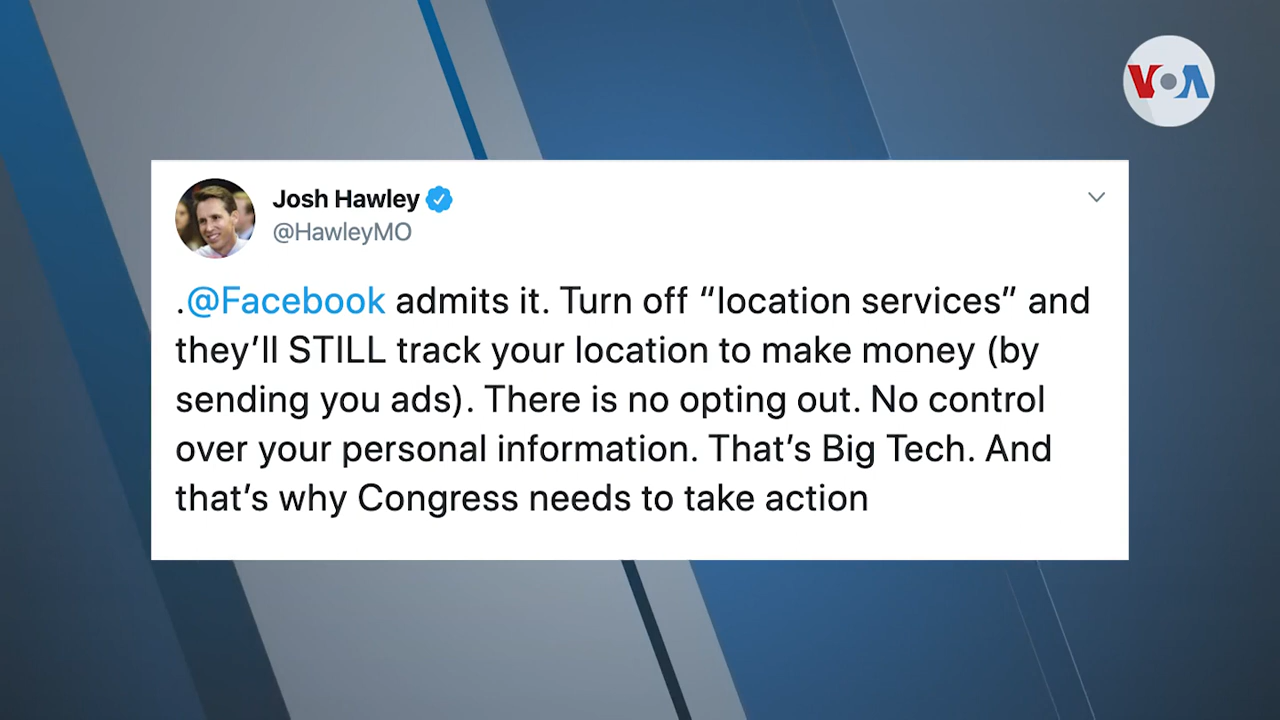 VOA
Josh Hawley
@HawleyMO
.@Facebook admits it. Turn off “location services” and
they’ll STILL track your location to make money (by
sending you ads). There is no opting out. No control
over your personal information. That’s Big Tech. And
that’s why Congress needs to take action